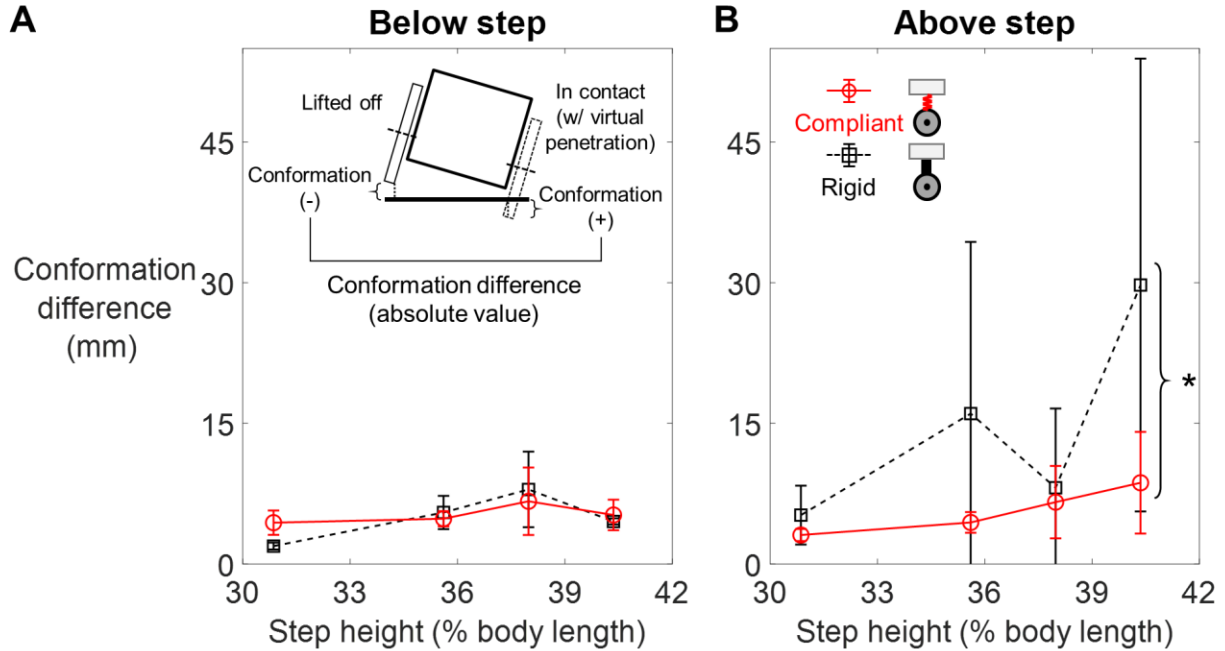 A
Below step
B
Above step
Lifted off
In contact
(w/ virtual
penetration)
Conformation
(-)
Conformation
(+)
Conformation difference
(absolute value)
Compliant
Rigid
*
Conformation
difference
(mm)
45
30
15
0
30
33
36
39
42
Step height (% body length)
45
30
15
0
30
33
36
39
42
Step height (% body length)